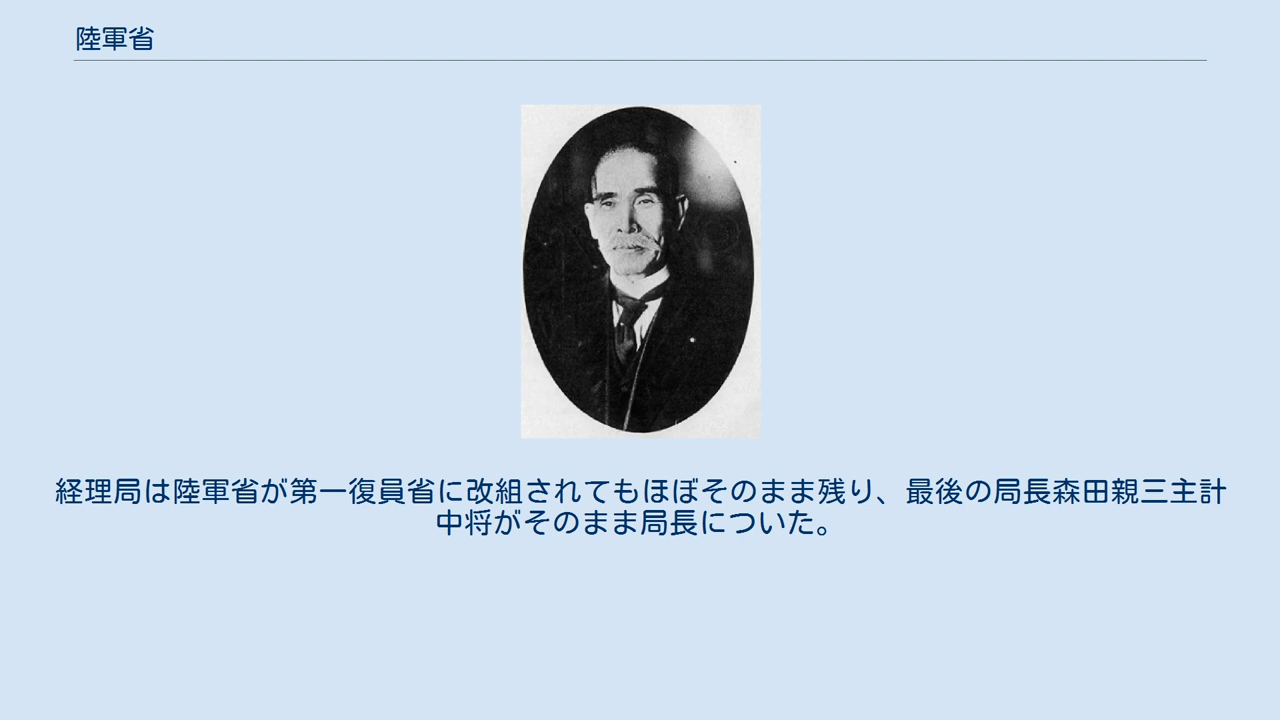 陸軍省
経理局は陸軍省が第一復員省に改組されてもほぼそのまま残り、最後の局長森田親三主計
中将がそのまま局長についた。